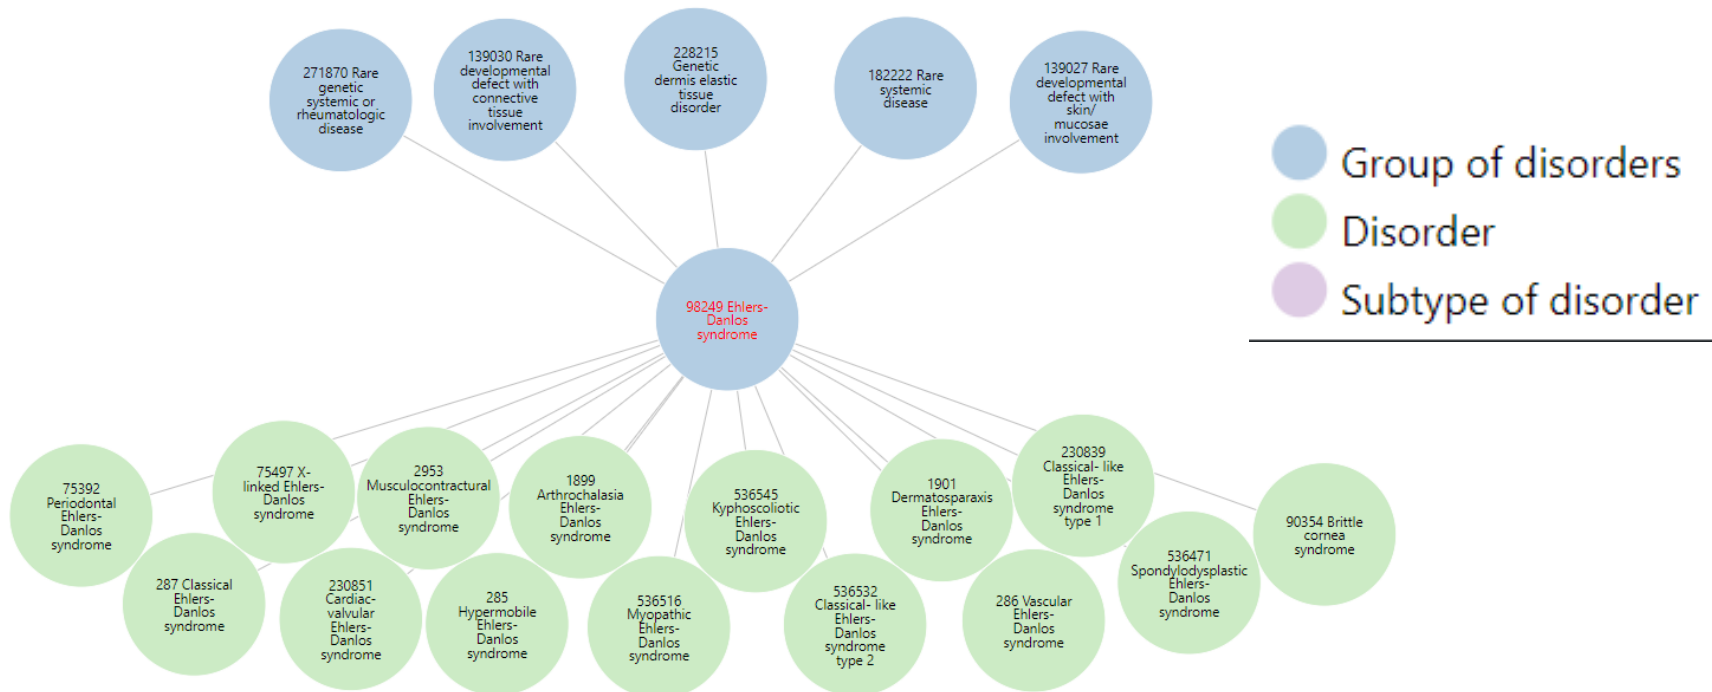 271870 Rare
genetic
systemic or
rheumatologic
disease
139030 Rare
developmental
defect with
connective
tissue
involvement
228215
Genetic
dermis elastic
tissue
disorder
182222 Rare
systemic
disease
139027 Rare
developmental
defect with
skin/
mucosae
involvement
Group of disorders
Disorder
Subtype of disorder
98249 Ehlers-
Danlos
syndrome
75392
Periodontal
Ehlers-
Danlos
syndrome
75497 X-
linked Ehlers-
Danlos
syndrome
2953
Musculocontractural
Ehlers-
Danlos
syndrome
1899
Arthrochalasia
Ehlers-
Danlos
syndrome
536545
Kyphoscoliotic
Ehlers-
Danlos
syndrome
1901
Dermatosparaxis
Ehlers-
Danlos
syndrome
230839
Classical- like
Ehlers-
Danlos
syndrome
type 1
90354 Brittle
cornea
syndrome
287 Classical
Ehlers-
Danlos
syndrome
230851
Cardiac-
valvular
Ehlers-
Danlos
syndrome
285
Hypermobile
Ehlers-
Danlos
syndrome
536516
Myopathic
Ehlers-
Danlos
syndrome
536532
Classical- like
Ehlers-
Danlos
syndrome
type 2
286 Vascular
Ehlers-
Danlos
syndrome
536471
Spondylodysplastic
Ehlers-
Danlos
syndrome